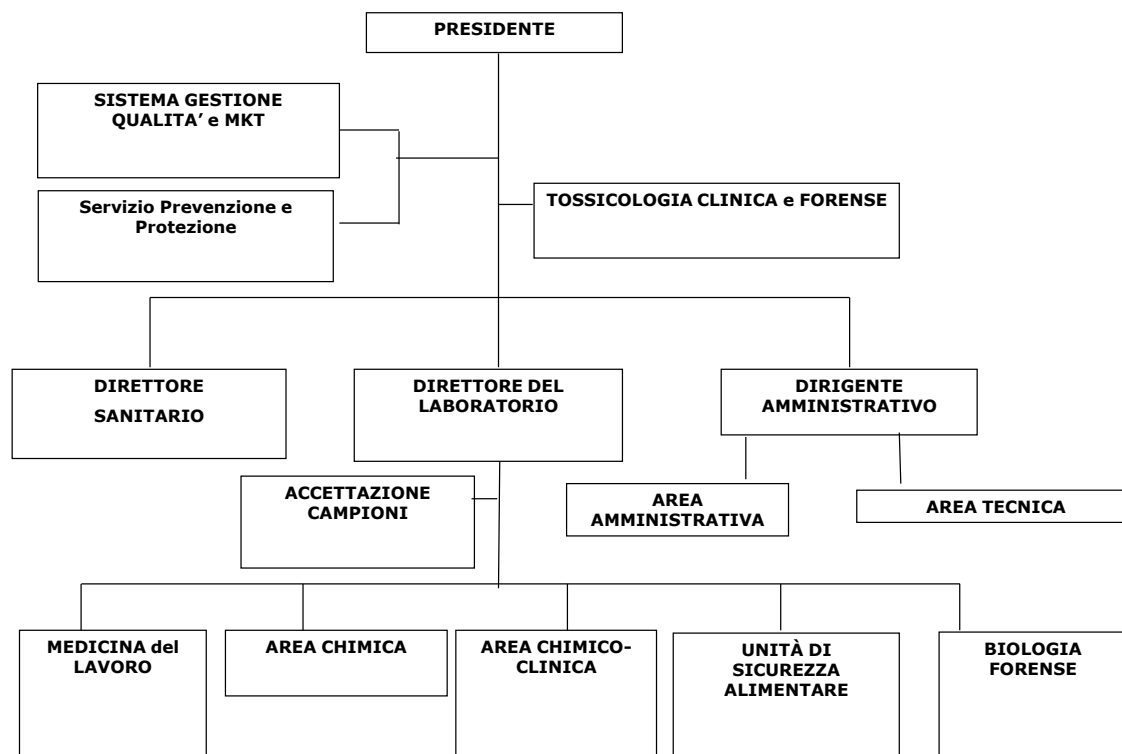 PRESIDENTE
SISTEMA GESTIONE
QUALITA’ e MKT
Servizio Prevenzione e
Protezione
TOSSICOLOGIA CLINICA e FORENSE
DIRETTORE
SANITARIO
DIRETTORE DEL
LABORATORIO
DIRIGENTE
AMMINISTRATIVO
ACCETTAZIONE
CAMPIONI
AREA
AMMINISTRATIVA
AREA TECNICA
MEDICINA del
LAVORO
AREA CHIMICA
AREA CHIMICO-
CLINICA
UNITÀ DI
SICUREZZA
ALIMENTARE
BIOLOGIA
FORENSE